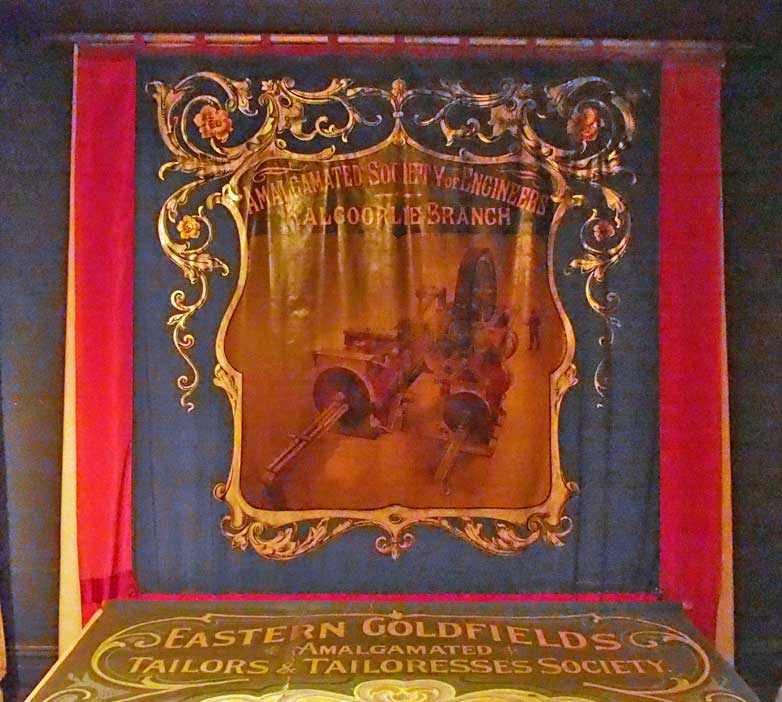 AMALGAMATED SOCIETY OF ENGINEERS
KALGOORLIE BRANCH
EASTERN GOLDFIELDS
AMALGAMATED
TAILORS & TAILORESSES SOCIETY.